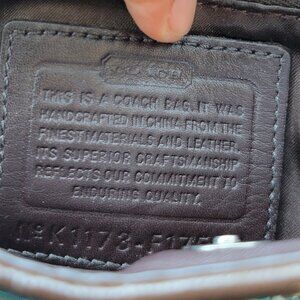 COACH
THIS IS A COACH BAG. IT WAS
HANDCRAFTED IN CHINA FROM THE
FINEST MATERIALS AND LEATHER.
ITS SUPERIOR CRAFTSMANSHIP
REFLECTS OUR COMMITMENT TO
ENDURING QUALITY.